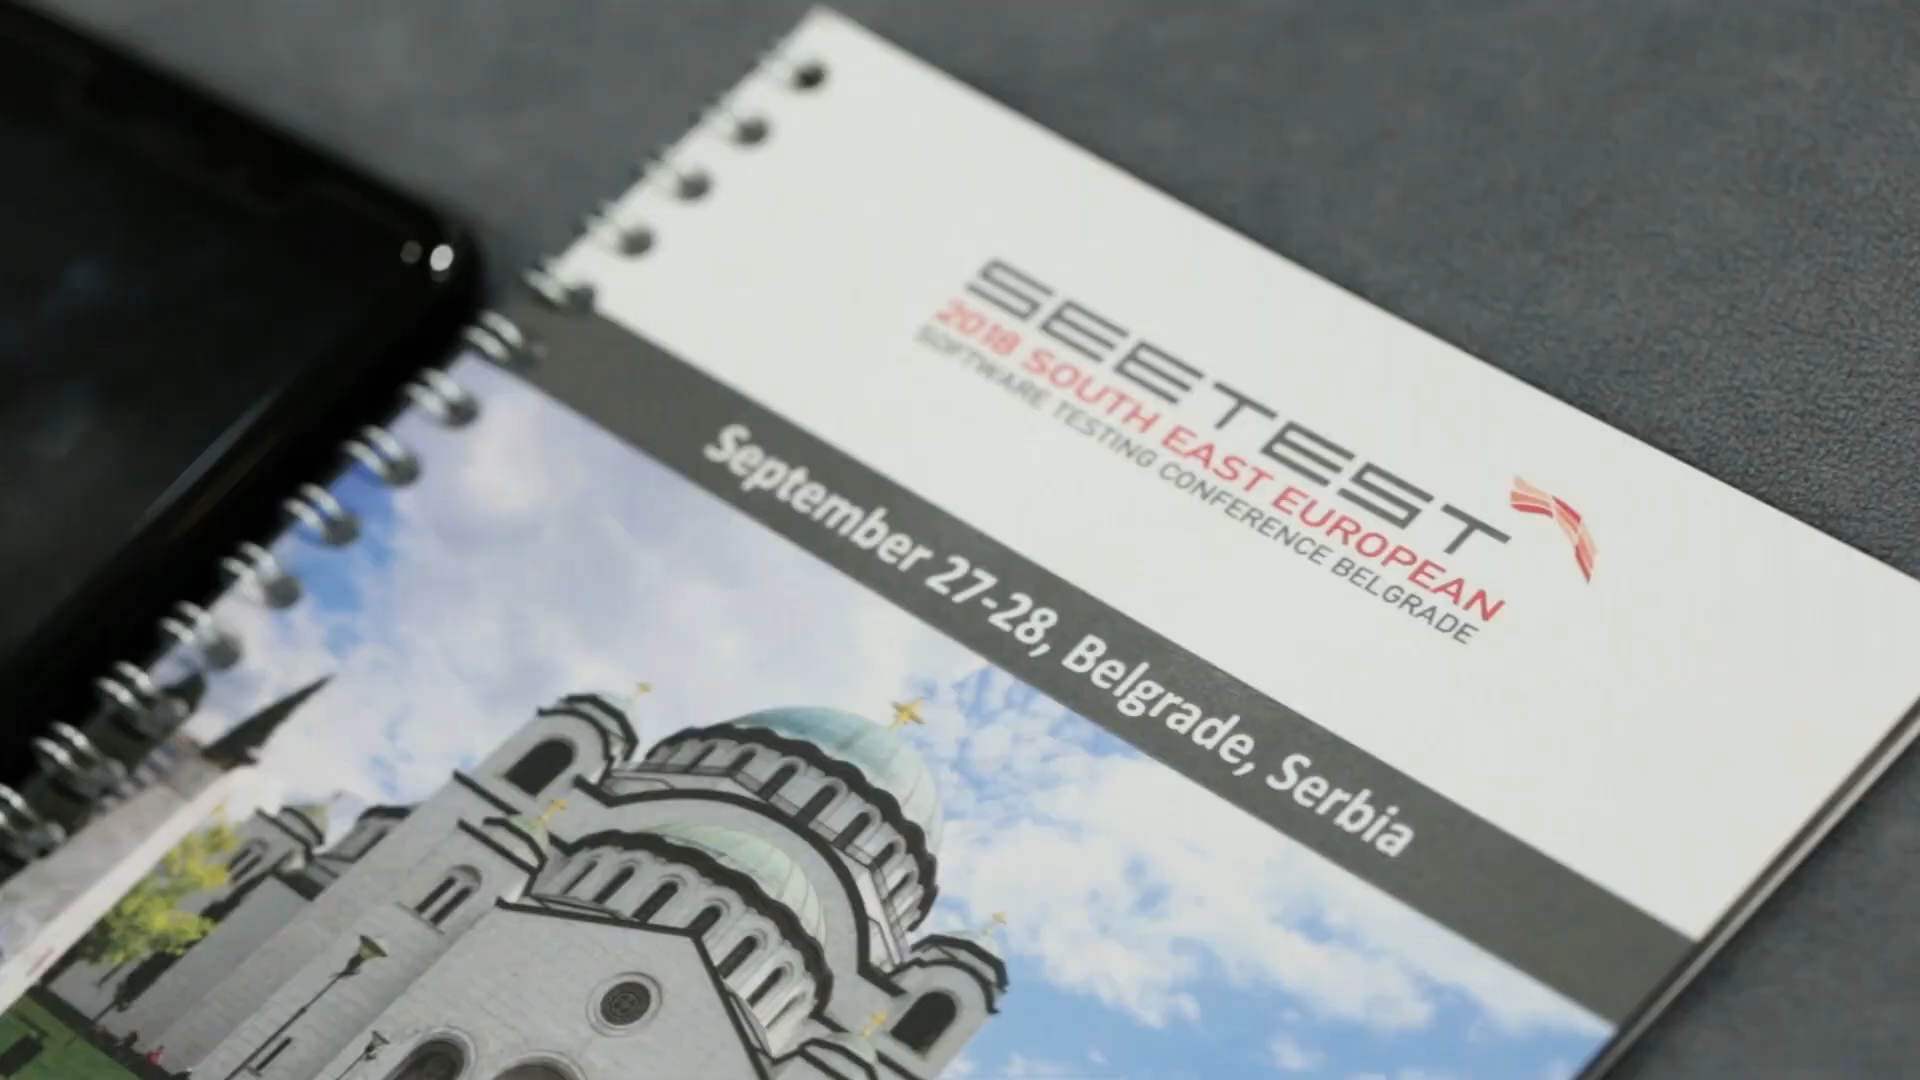 SEETEST
2018 SOUTH EAST EUROPEAN
SOFTWARE TESTING CONFERENCE BELGRADE
September 27-28, Belgrade, Serbia